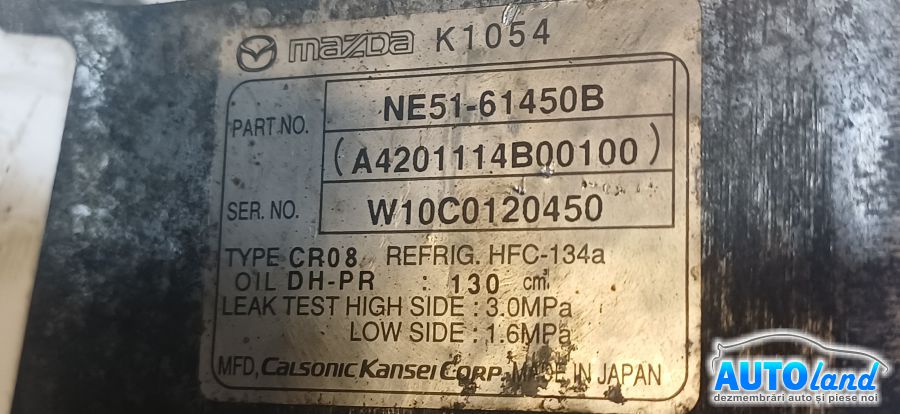 mazda K1054
PART NO. NE51-61450B
(A4201114B00100)
SER. NO. W10C0120450
TYPE CR08 REFRIG. HFC-134a
OIL DH-PR : 130 cm³
LEAK TEST HIGH SIDE : 3.0MPa
LOW SIDE : 1.6MPa
MFD, CALSONIC KANSEI CORP. MADE IN JAPAN
AUTOland
dezmembrări auto și piese noi